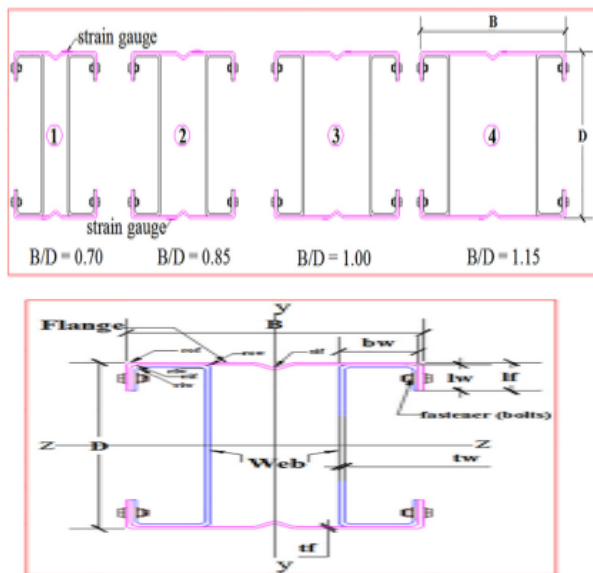 strain gauge
B
1
2
3
4
D
strain gauge
B/D = 0.70
B/D = 0.85
B/D = 1.00
B/D = 1.15
y
Flange
B
bw
lw
lf
fastener (bolts)
Z
D
Z
Web
tw
tf
y